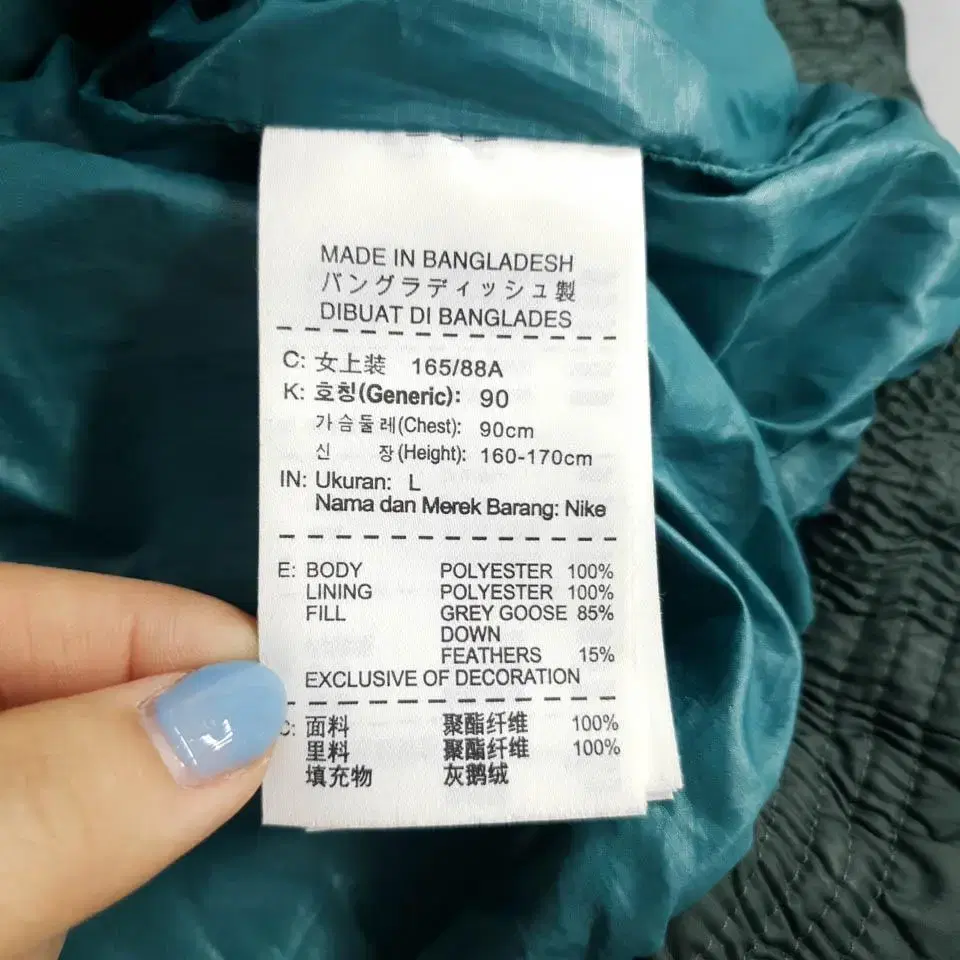 MADE IN BANGLADESH
バングラディッシュ製
DIBUAT DI BANGLADES
C: 女上装 165/88A
K: 호칭(Generic): 90
가슴둘레(Chest): 90cm
신 장(Height): 160-170cm
IN: Ukuran: L
Nama dan Merek Barang: Nike
E: BODY POLYESTER 100%
LINING POLYESTER 100%
FILL GREY GOOSE 85%
DOWN
FEATHERS 15%
EXCLUSIVE OF DECORATION
C: 面料 聚酯纤维 100%
里料 聚酯纤维 100%
填充物 灰鹅绒